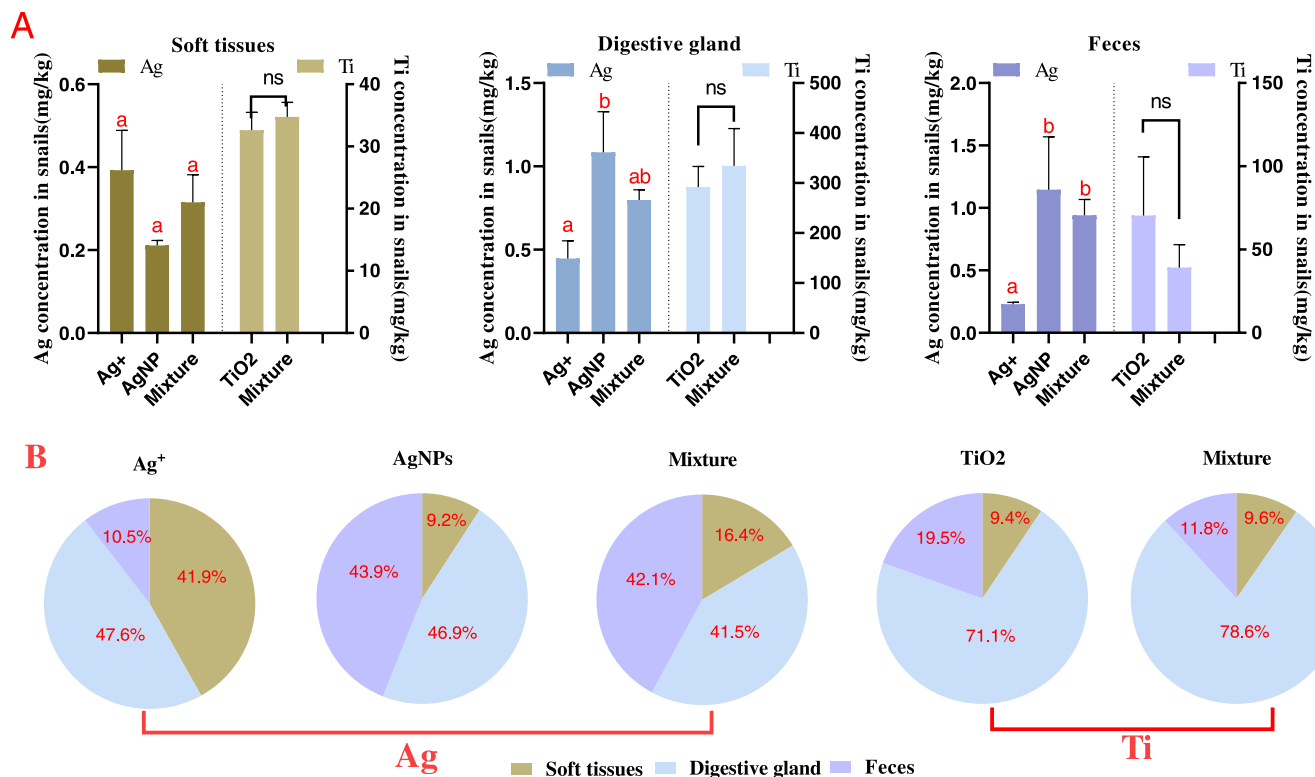 A
Soft tissues
Ag
Ti
Ag concentration in snails(mg/kg)
0.6
0.4
0.2
0.0
a
a
a
ns
40
30
20
10
0
Ti concentration in snails(mg/kg)
Ag+
AgNP
Mixture
TiO2
Mixture
Digestive gland
Ag
Ti
Ag concentration in snails(mg/kg)
1.5
1.0
0.5
0.0
a
b
ab
ns
500
400
300
200
100
0
Ti concentration in snails(mg/kg)
Ag+
AgNP
Mixture
TiO2
Mixture
Feces
Ag
Ti
Ag concentration in snails(mg/kg)
2.0
1.5
1.0
0.5
0.0
a
b
b
ns
150
100
50
0
Ti concentration in snails(mg/kg)
Ag+
AgNP
Mixture
TiO2
Mixture
B
Ag⁺
10.5%
41.9%
47.6%
AgNPs
9.2%
43.9%
46.9%
Mixture
16.4%
42.1%
41.5%
TiO2
9.4%
19.5%
71.1%
Mixture
9.6%
11.8%
78.6%
Ag
Ti
Soft tissues
Digestive gland
Feces